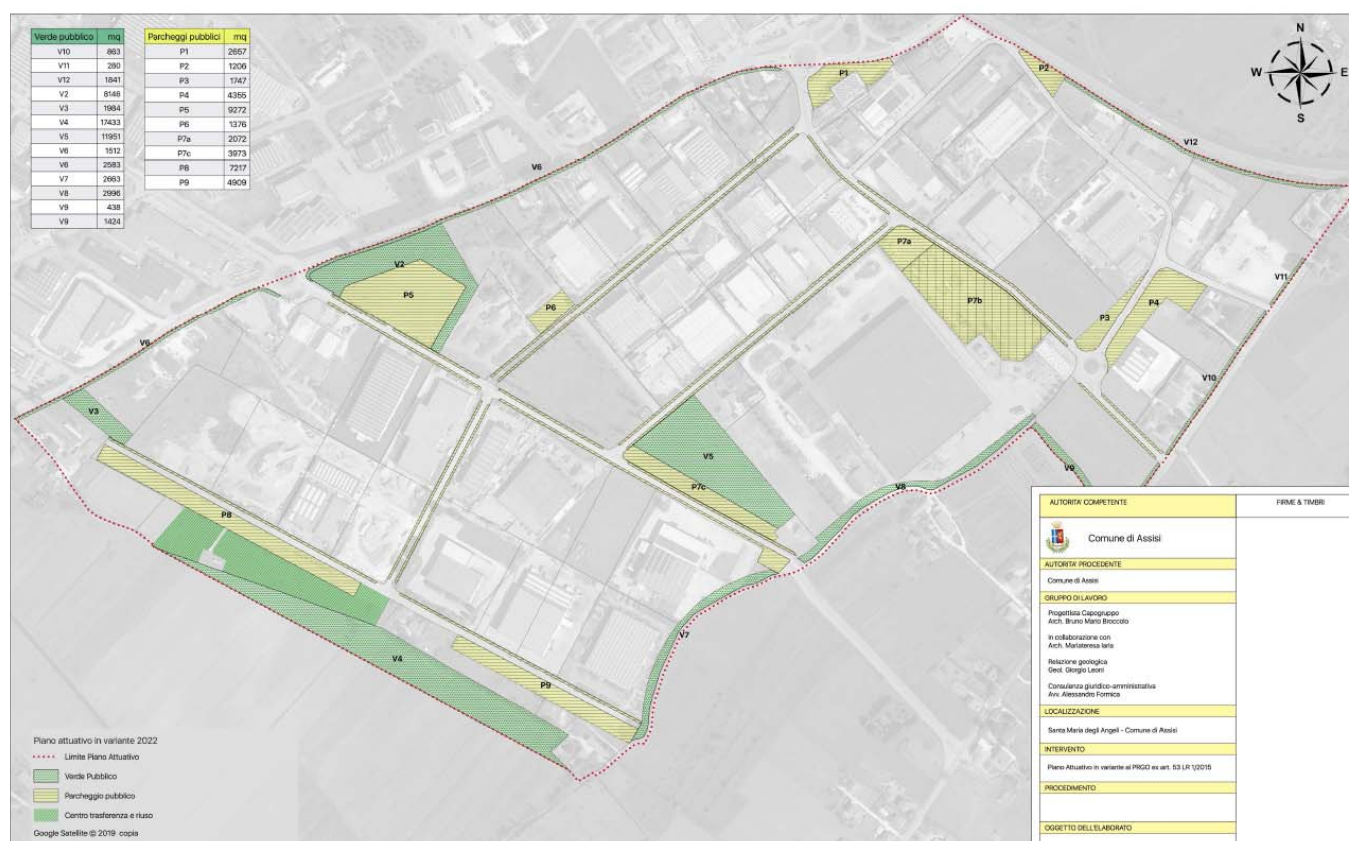 Verde pubblico mq
V10 863
V11 280
V12 1841
V2 8146
V3 1984
V4 17433
V5 11951
V6 1512
V6 2583
V7 2663
V8 2996
V9 438
V9 1424
Parcheggi pubblici mq
P1 2657
P2 1206
P3 1747
P4 4355
P5 9272
P6 1376
P7a 2072
P7c 3973
P8 7217
P9 4909
N
W E
S
P1
P2
V12
V6
V2
P5
P6
P7a
P7b
P3
P4
V11
V10
V6
V3
V5
P7c
V8
V9
P8
V4
V7
P9
Piano attuativo in variante 2022
Limite Piano Attuativo
Verde Pubblico
Parcheggio pubblico
Centro trasferenza e riuso
Google Satellite © 2019 copia
AUTORITA' COMPETENTE
FIRME & TIMBRI
Comune di Assisi
AUTORITA' PROCEDENTE
Comune di Assisi
GRUPPO DI LAVORO
Progettista Capogruppo
Arch. Bruno Mario Broccolo
in collaborazione con
Arch. Mariateresa Iaria
Relazione geologica
Geol. Giorgio Leoni
Consulenza giuridico-amministrativa
Avv. Alessandro Formica
LOCALIZZAZIONE
Santa Maria degli Angeli - Comune di Assisi
INTERVENTO
Piano Attuativo in variante al PRGO ex art. 53 LR 1/2015
PROCEDIMENTO
OGGETTO DELL'ELABORATO